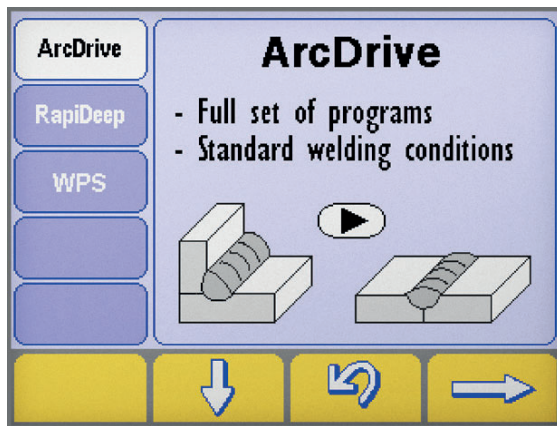 ArcDrive
RapiDeep
WPS
ArcDrive
- Full set of programs
- Standard welding conditions